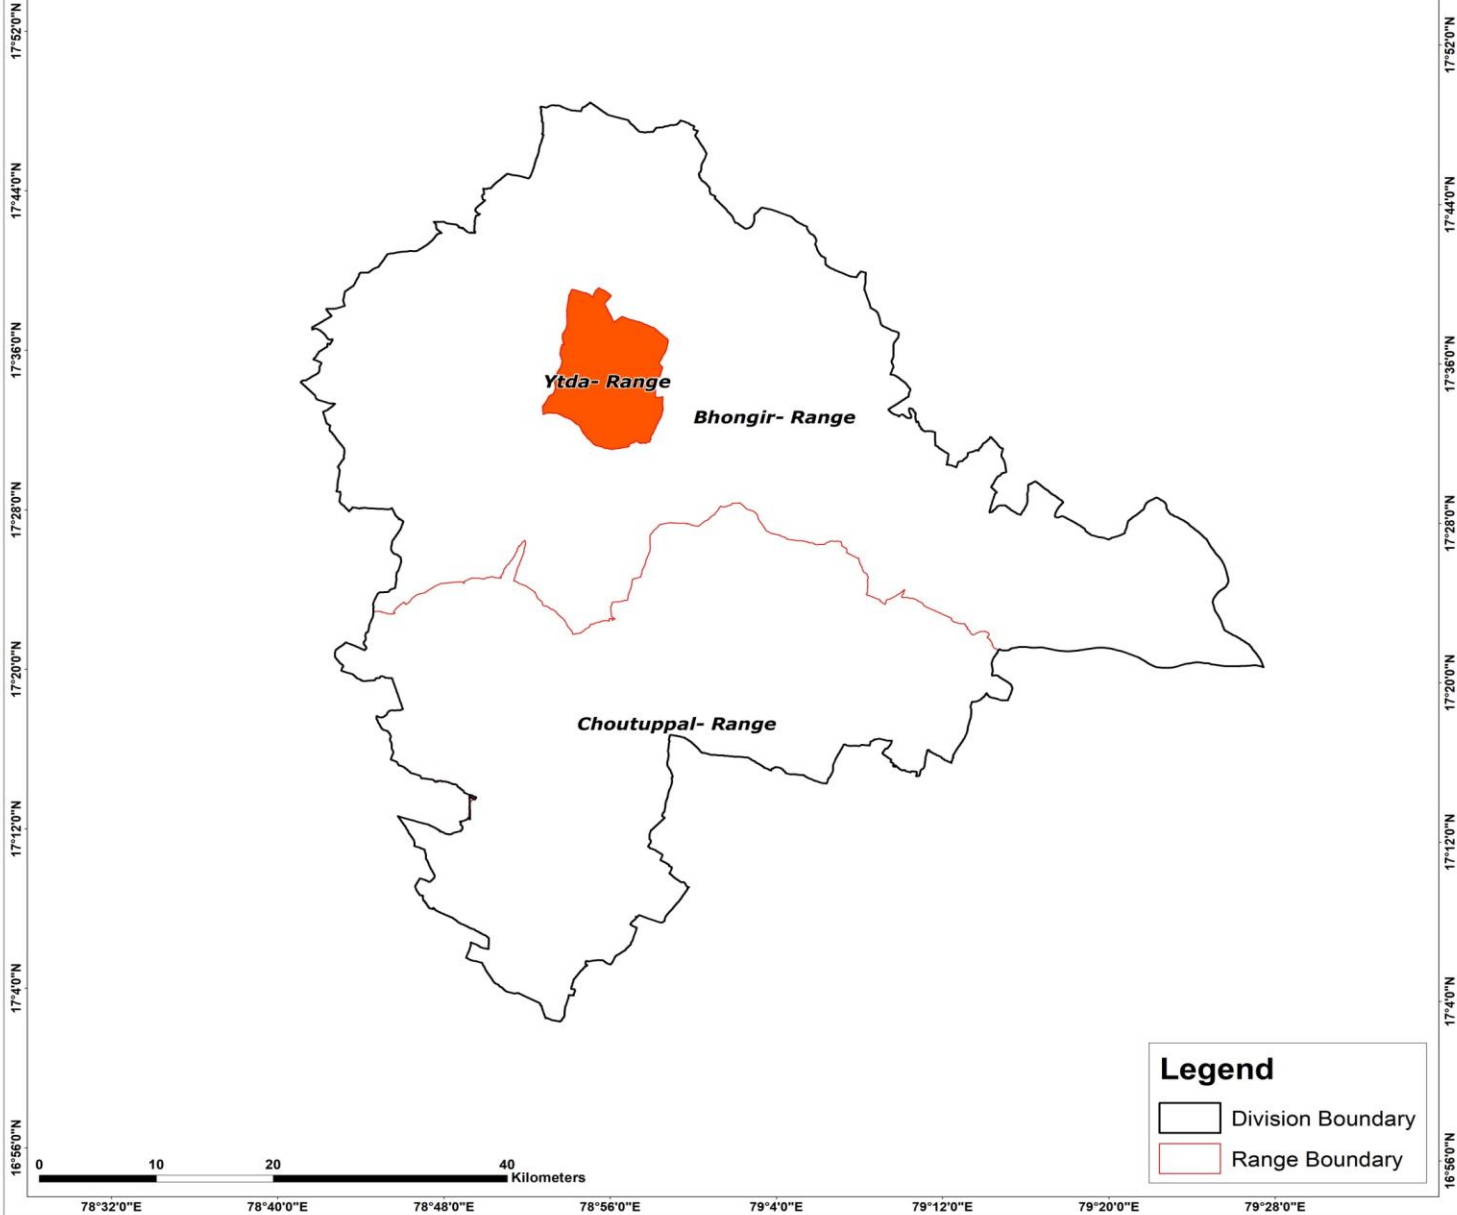 17°52'0"N
17°52'0"N
17°44'0"N
17°44'0"N
17°36'0"N
17°36'0"N
Ytda- Range
Bhongir- Range
17°28'0"N
17°28'0"N
17°20'0"N
17°20'0"N
Choutuppal- Range
17°12'0"N
17°12'0"N
17°4'0"N
17°4'0"N
Legend
Division Boundary
Range Boundary
16°56'0"N
16°56'0"N
0 10 20 40
Kilometers
78°32'0"E 78°40'0"E 78°48'0"E 78°56'0"E 79°4'0"E 79°12'0"E 79°20'0"E 79°28'0"E